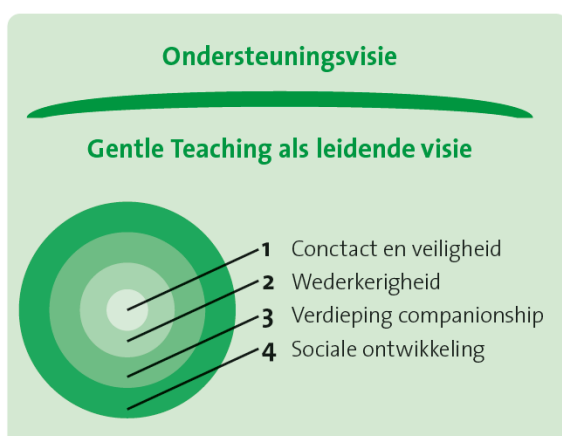 Ondersteuningsvisie
Gentle Teaching als leidende visie
1 Conctact en veiligheid
2 Wederkerigheid
3 Verdieping companionship
4 Sociale ontwikkeling